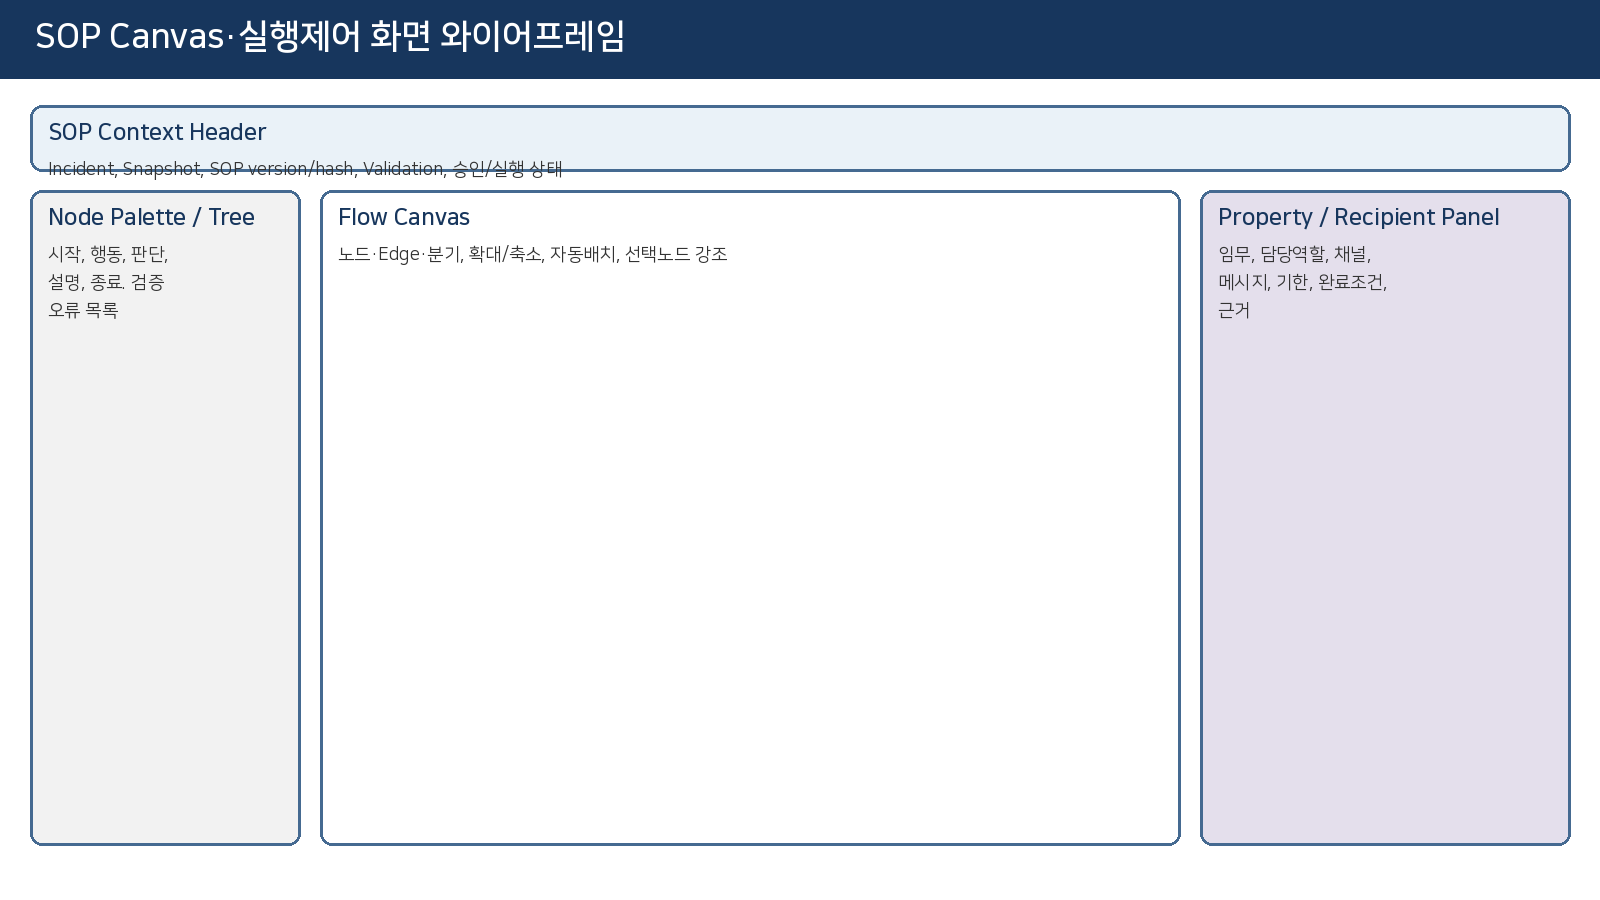 SOP Canvas·실행제어 화면 와이어프레임
SOP Context Header
Incident, Snapshot, SOP version/hash, Validation, 승인/실행 상태
Node Palette / Tree
시작, 행동, 판단,
설명, 종료. 검증
오류 목록
Flow Canvas
노드·Edge·분기, 확대/축소, 자동배치, 선택노드 강조
Property / Recipient Panel
임무, 담당역할, 채널,
메시지, 기한, 완료조건,
근거